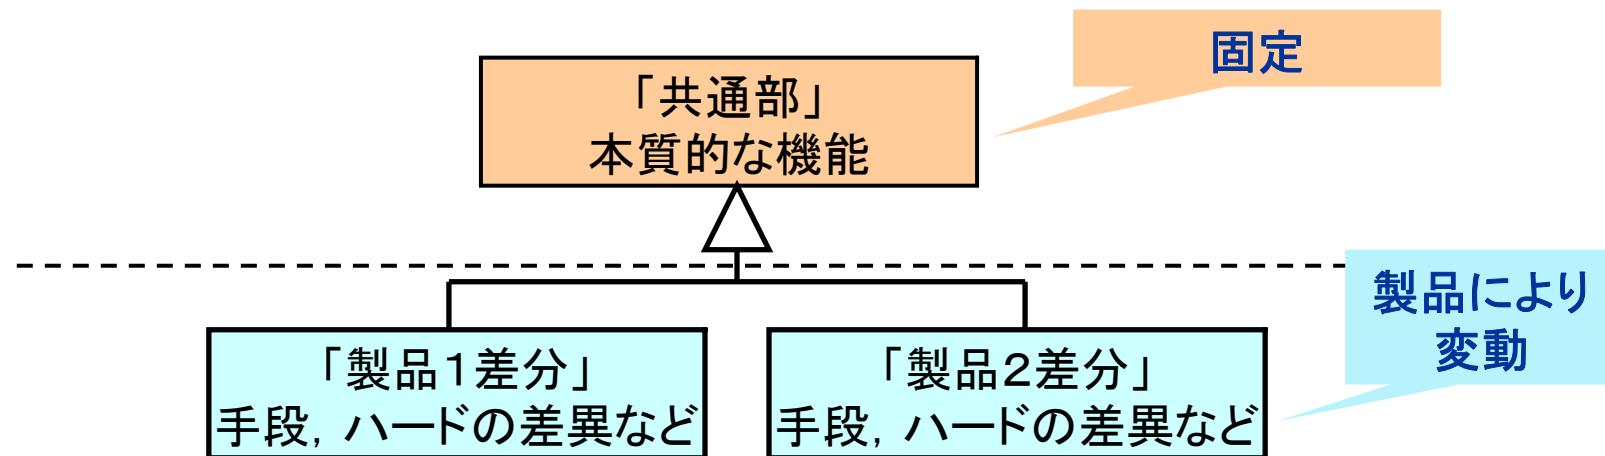 固定
「共通部」
本質的な機能
製品により
変動
「製品１差分」
手段，ハードの差異など
「製品２差分」
手段，ハードの差異など